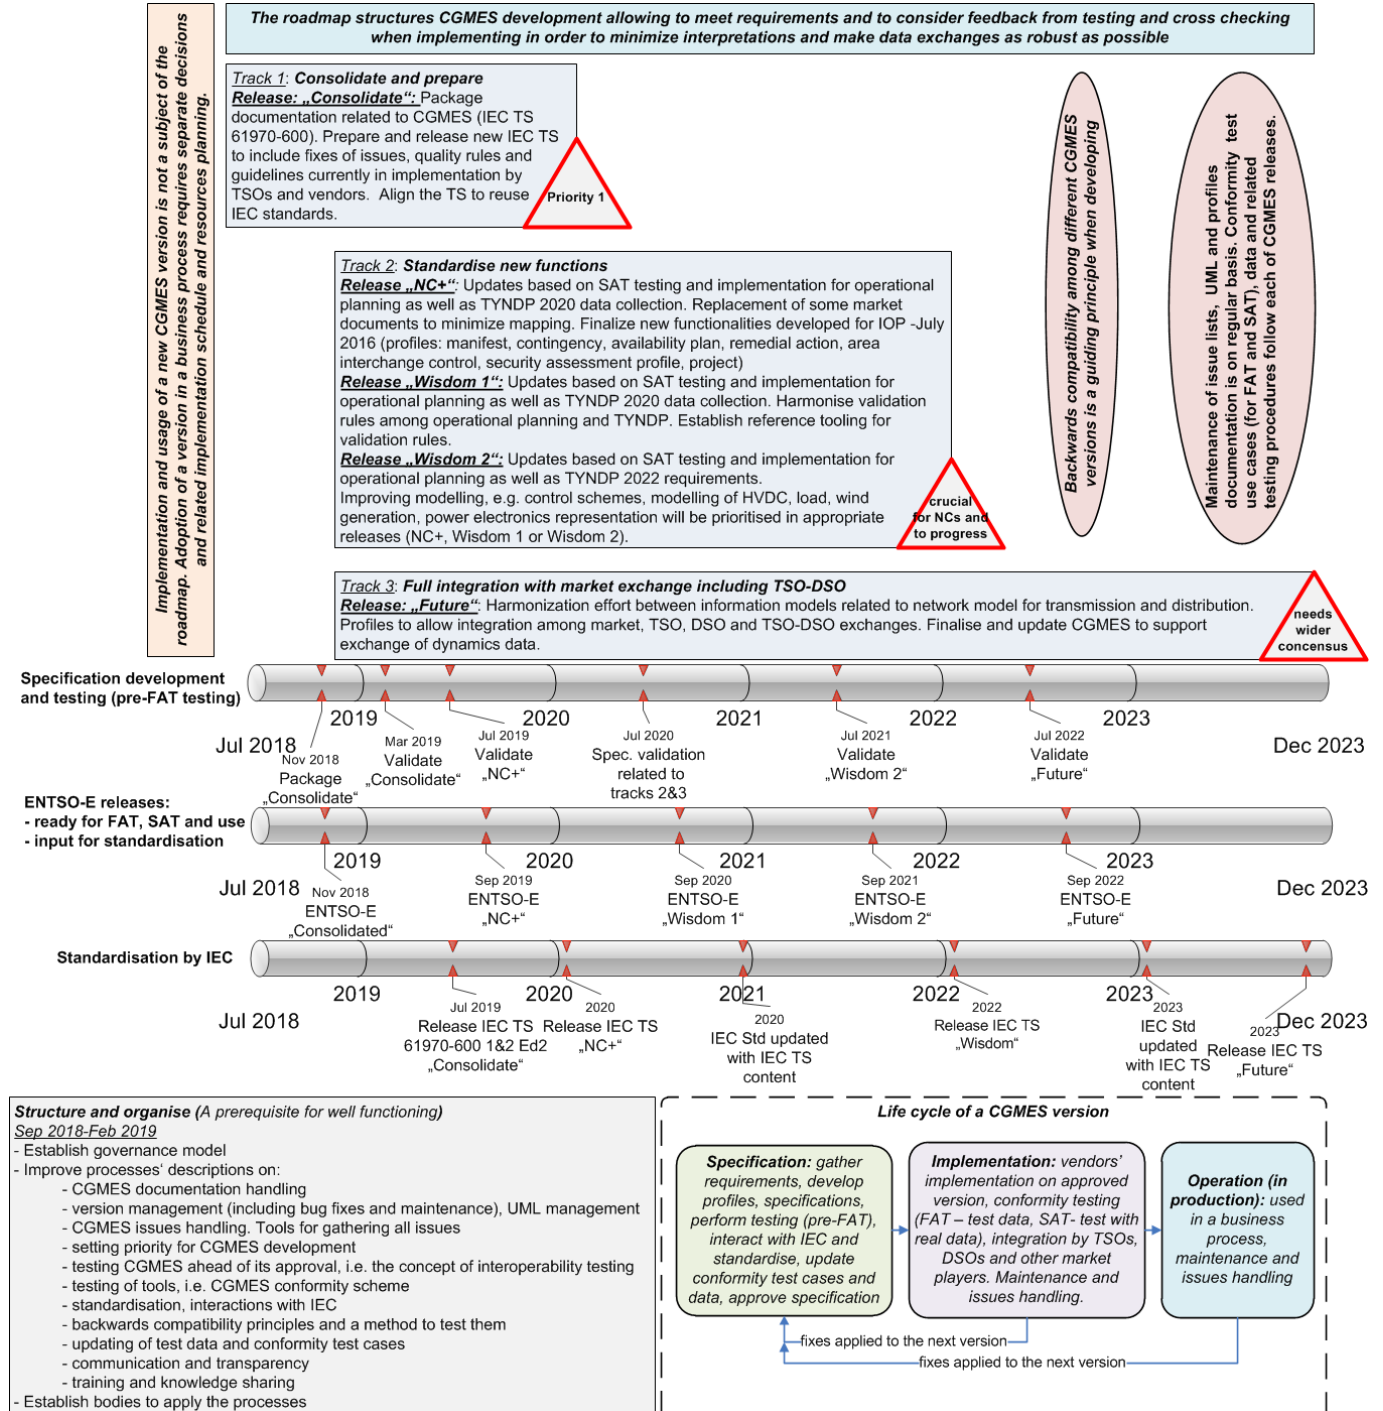 The roadmap structures CGMES development allowing to meet requirements and to consider feedback from testing and cross checking
when implementing in order to minimize interpretations and make data exchanges as robust as possible
Implementation and usage of a new CGMES version is not a subject of the
roadmap. Adoption of a version in a business process requires separate decisions
and related implementation schedule and resources planning.
Track 1: Consolidate and prepare
Release: „Consolidate“: Package
documentation related to CGMES (IEC TS
61970-600). Prepare and release new IEC TS
to include fixes of issues, quality rules and
guidelines currently in implementation by
TSOs and vendors. Align the TS to reuse
IEC standards.
Priority 1
Track 2: Standardise new functions
Release „NC+“: Updates based on SAT testing and implementation for operational
planning as well as TYNDP 2020 data collection. Replacement of some market
documents to minimize mapping. Finalize new functionalities developed for IOP -July
2016 (profiles: manifest, contingency, availability plan, remedial action, area
interchange control, security assessment profile, project)
Release „Wisdom 1“: Updates based on SAT testing and implementation for
operational planning as well as TYNDP 2020 data collection. Harmonise validation
rules among operational planning and TYNDP. Establish reference tooling for
validation rules.
Release „Wisdom 2“: Updates based on SAT testing and implementation for
operational planning as well as TYNDP 2022 requirements.
Improving modelling, e.g. control schemes, modelling of HVDC, load, wind
generation, power electronics representation will be prioritised in appropriate
releases (NC+, Wisdom 1 or Wisdom 2).
crucial
for NCs and
to progress
Backwards compatibility among different CGMES
versions is a guiding principle when developing
Maintenance of issue lists, UML and profiles
documentation is on regular basis. Conformity test
use cases (for FAT and SAT), data and related
testing procedures follow each of CGMES releases.
Track 3: Full integration with market exchange including TSO-DSO
Release: „Future“: Harmonization effort between information models related to network model for transmission and distribution.
Profiles to allow integration among market, TSO, DSO and TSO-DSO exchanges. Finalise and update CGMES to support
exchange of dynamics data.
needs
wider
concensus
Specification development
and testing (pre-FAT testing)
2019
2020
2021
2022
2023
Jul 2018
Dec 2023
Nov 2018
Package
„Consolidate“
Mar 2019
Validate
„Consolidate“
Jul 2019
Validate
„NC+“
Jul 2020
Spec. validation
related to
tracks 2&3
Jul 2021
Validate
„Wisdom 2“
Jul 2022
Validate
„Future“
ENTSO-E releases:
- ready for FAT, SAT and use
- input for standardisation
2019
2020
2021
2022
2023
Jul 2018
Dec 2023
Nov 2018
ENTSO-E
„Consolidated“
Sep 2019
ENTSO-E
„NC+“
Sep 2020
ENTSO-E
„Wisdom 1“
Sep 2021
ENTSO-E
„Wisdom 2“
Sep 2022
ENTSO-E
„Future“
Standardisation by IEC
2019
2020
2021
2022
2023
Jul 2018
Dec 2023
Jul 2019
Release IEC TS
61970-600 1&2 Ed2
„Consolidate“
2020
Release IEC TS
„NC+“
2020
IEC Std updated
with IEC TS
content
2022
Release IEC TS
„Wisdom“
2023
IEC Std
updated
with IEC TS
content
2023
Release IEC TS
„Future“
Structure and organise (A prerequisite for well functioning)
Sep 2018-Feb 2019
- Establish governance model
- Improve processes‘ descriptions on:
- CGMES documentation handling
- version management (including bug fixes and maintenance), UML management
- CGMES issues handling. Tools for gathering all issues
- setting priority for CGMES development
- testing CGMES ahead of its approval, i.e. the concept of interoperability testing
- testing of tools, i.e. CGMES conformity scheme
- standardisation, interactions with IEC
- backwards compatibility principles and a method to test them
- updating of test data and conformity test cases
- communication and transparency
- training and knowledge sharing
- Establish bodies to apply the processes
Life cycle of a CGMES version
Specification: gather
requirements, develop
profiles, specifications,
perform testing (pre-FAT),
interact with IEC and
standardise, update
conformity test cases and
data, approve specification
Implementation: vendors’
implementation on approved
version, conformity testing
(FAT – test data, SAT- test with
real data), integration by TSOs,
DSOs and other market
players. Maintenance and
issues handling.
Operation (in
production): used
in a business
process,
maintenance and
issues handling
fixes applied to the next version
fixes applied to the next version